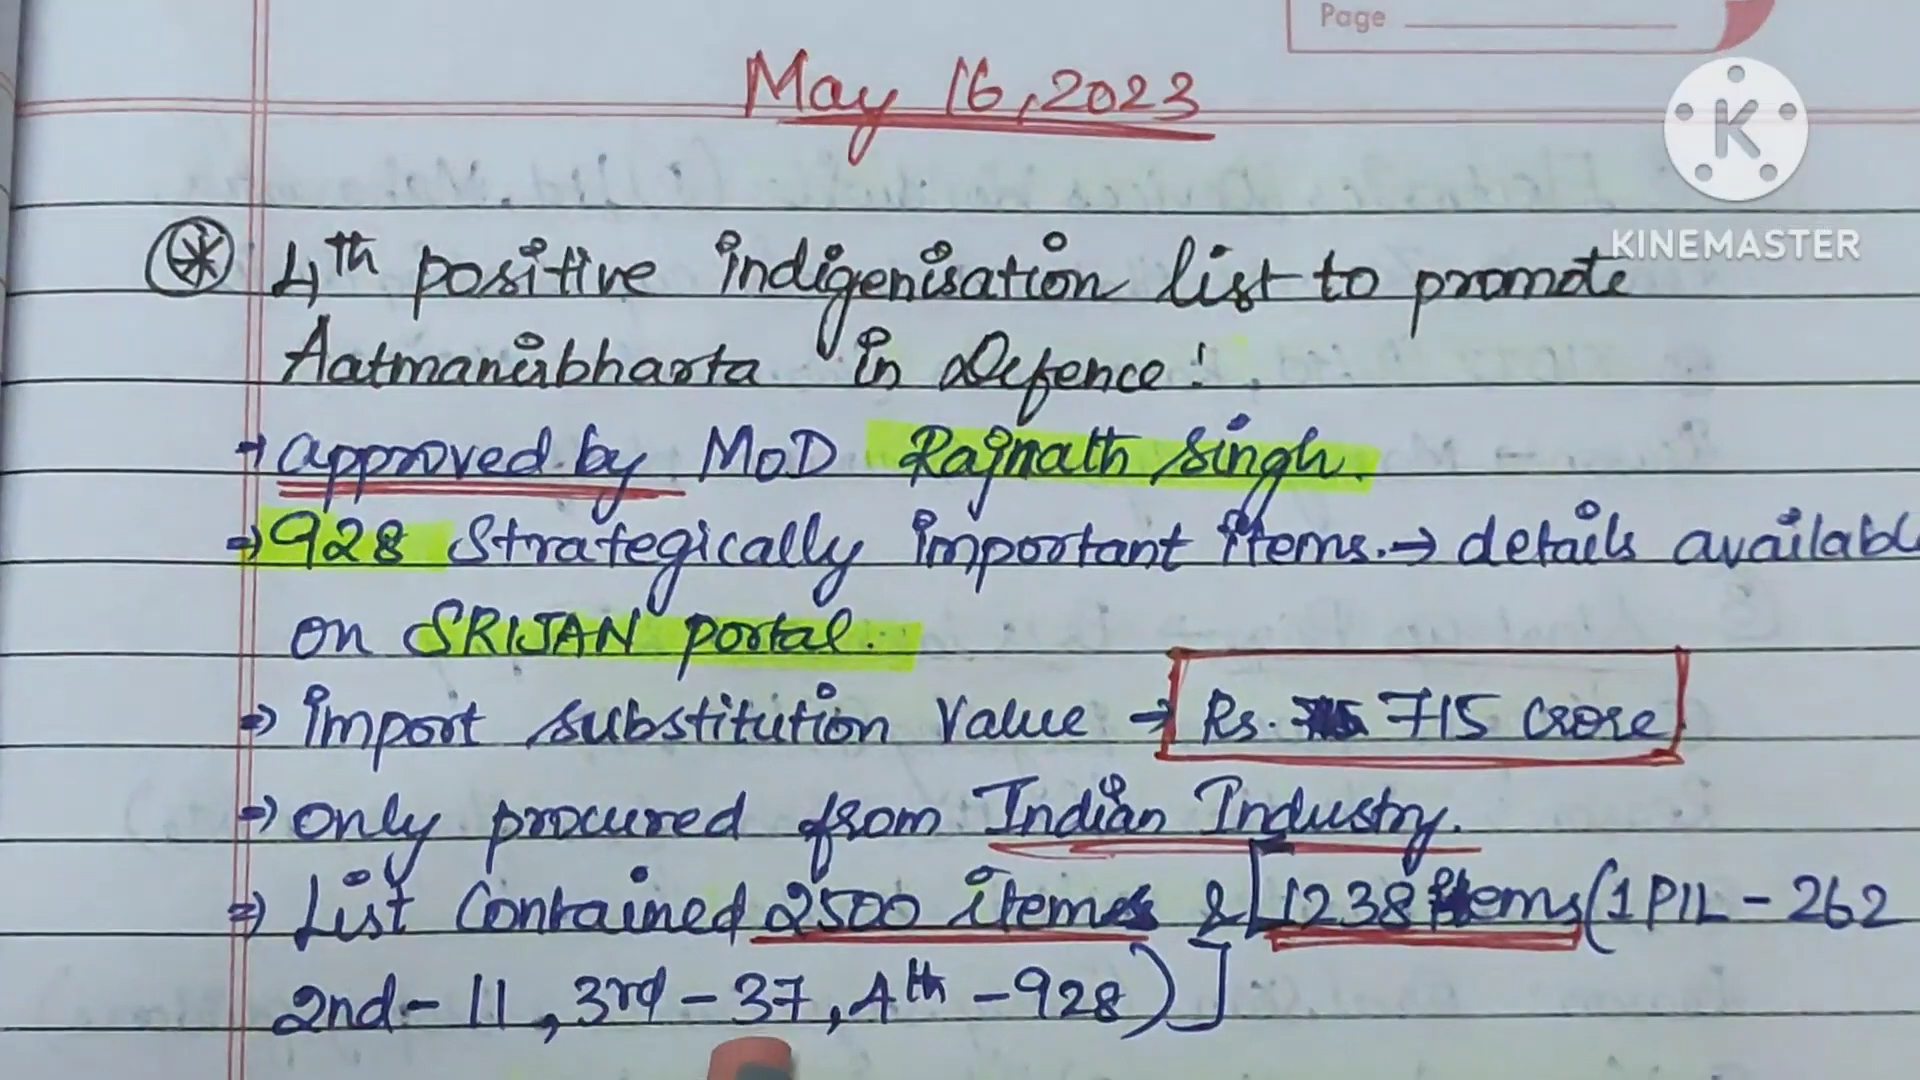 Page
May 16, 2023
KINEMASTER
4th positive indigenisation list to promote
Aatmanirbharta in Defence:
→ approved by MoD Rajnath Singh.
⇒ 928 Strategically important items. → details availabl
on SRIJAN portal.
⇒ import substitution Value → Rs. 715 crore
⇒ only procured from Indian Industry.
⇒ List Contained 2500 items & [1238 items (1 PIL - 262
2nd - 11, 3rd - 37, 4th - 928)]